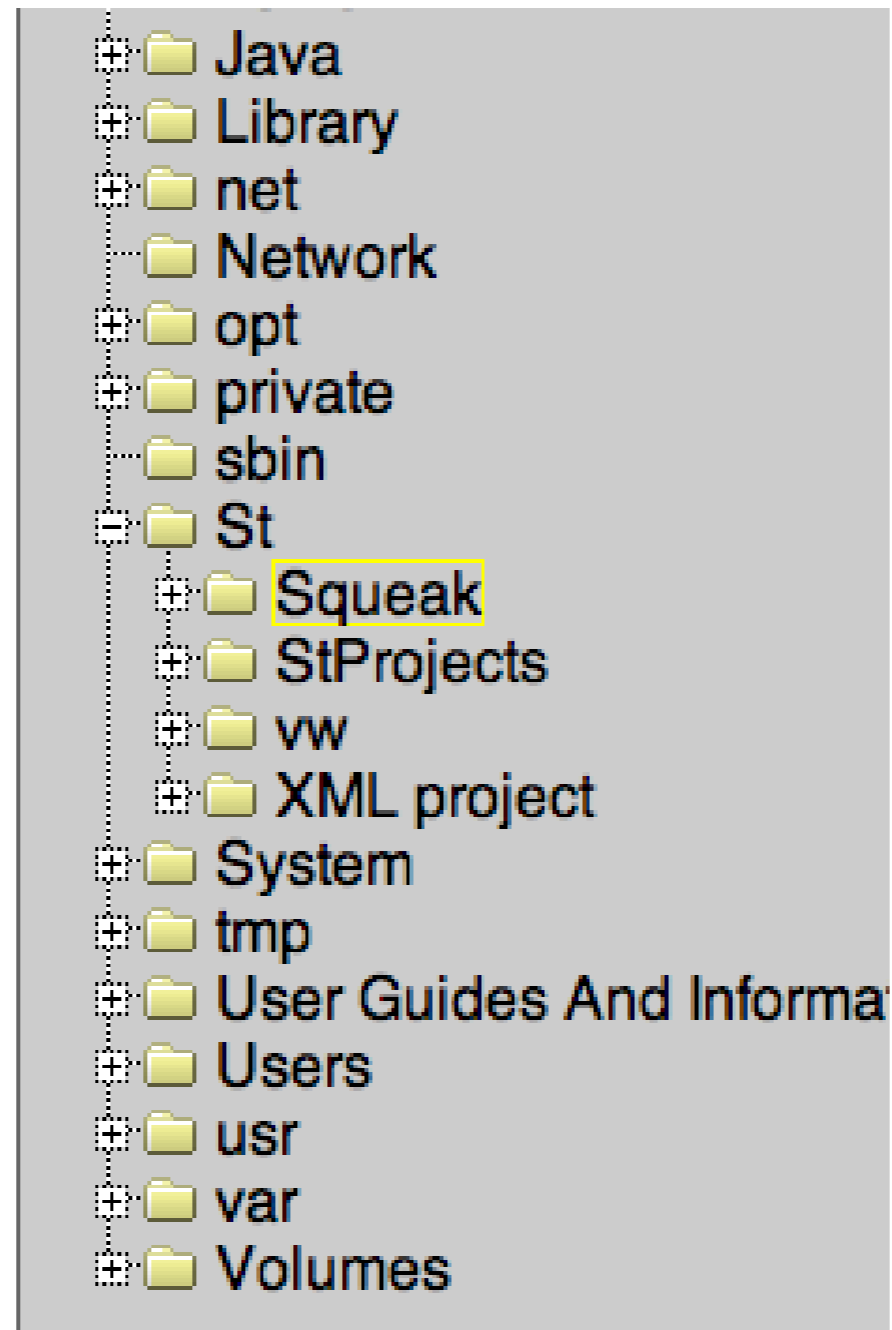 Java
Library
net
Network
opt
private
sbin
St
Squeak
StProjects
vw
XML project
System
tmp
User Guides And Informa
Users
usr
var
Volumes